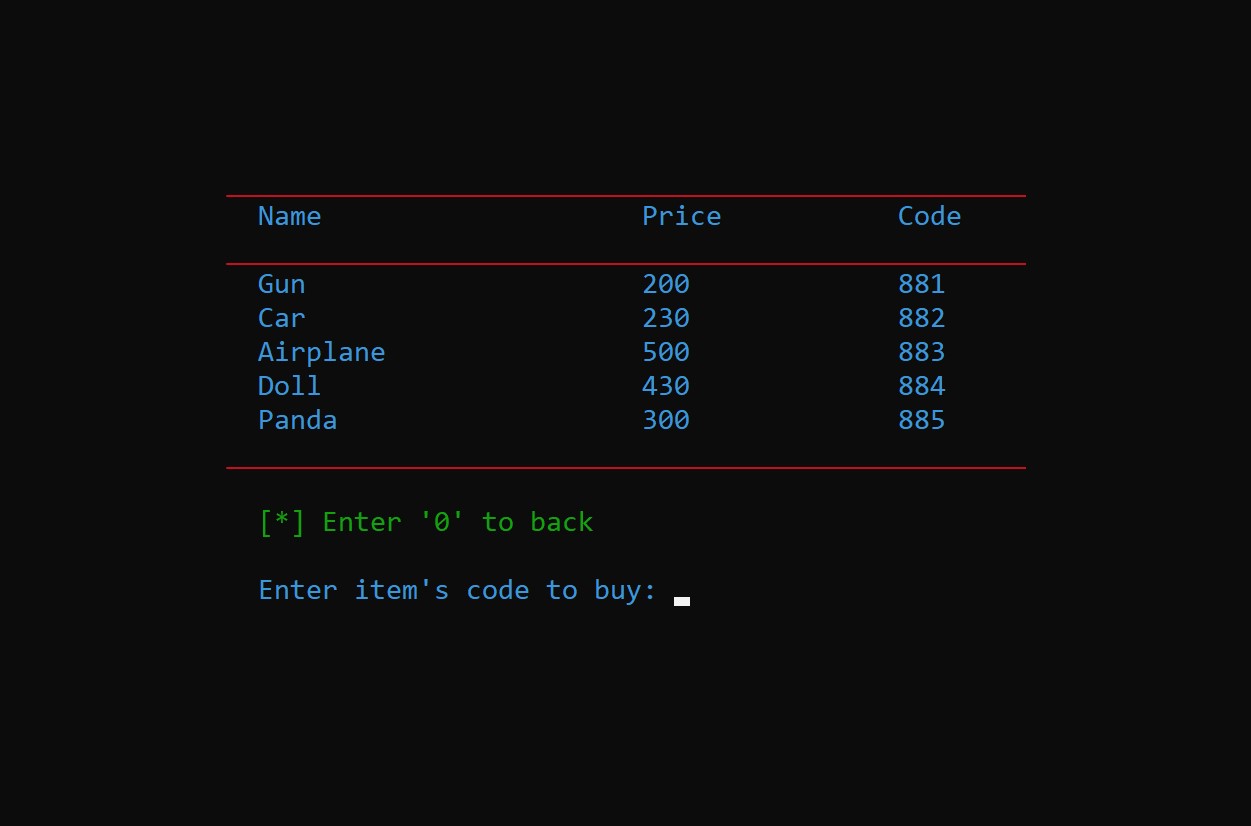 Name Price Code
Gun 200 881
Car 230 882
Airplane 500 883
Doll 430 884
Panda 300 885
[*] Enter '0' to back
Enter item's code to buy: